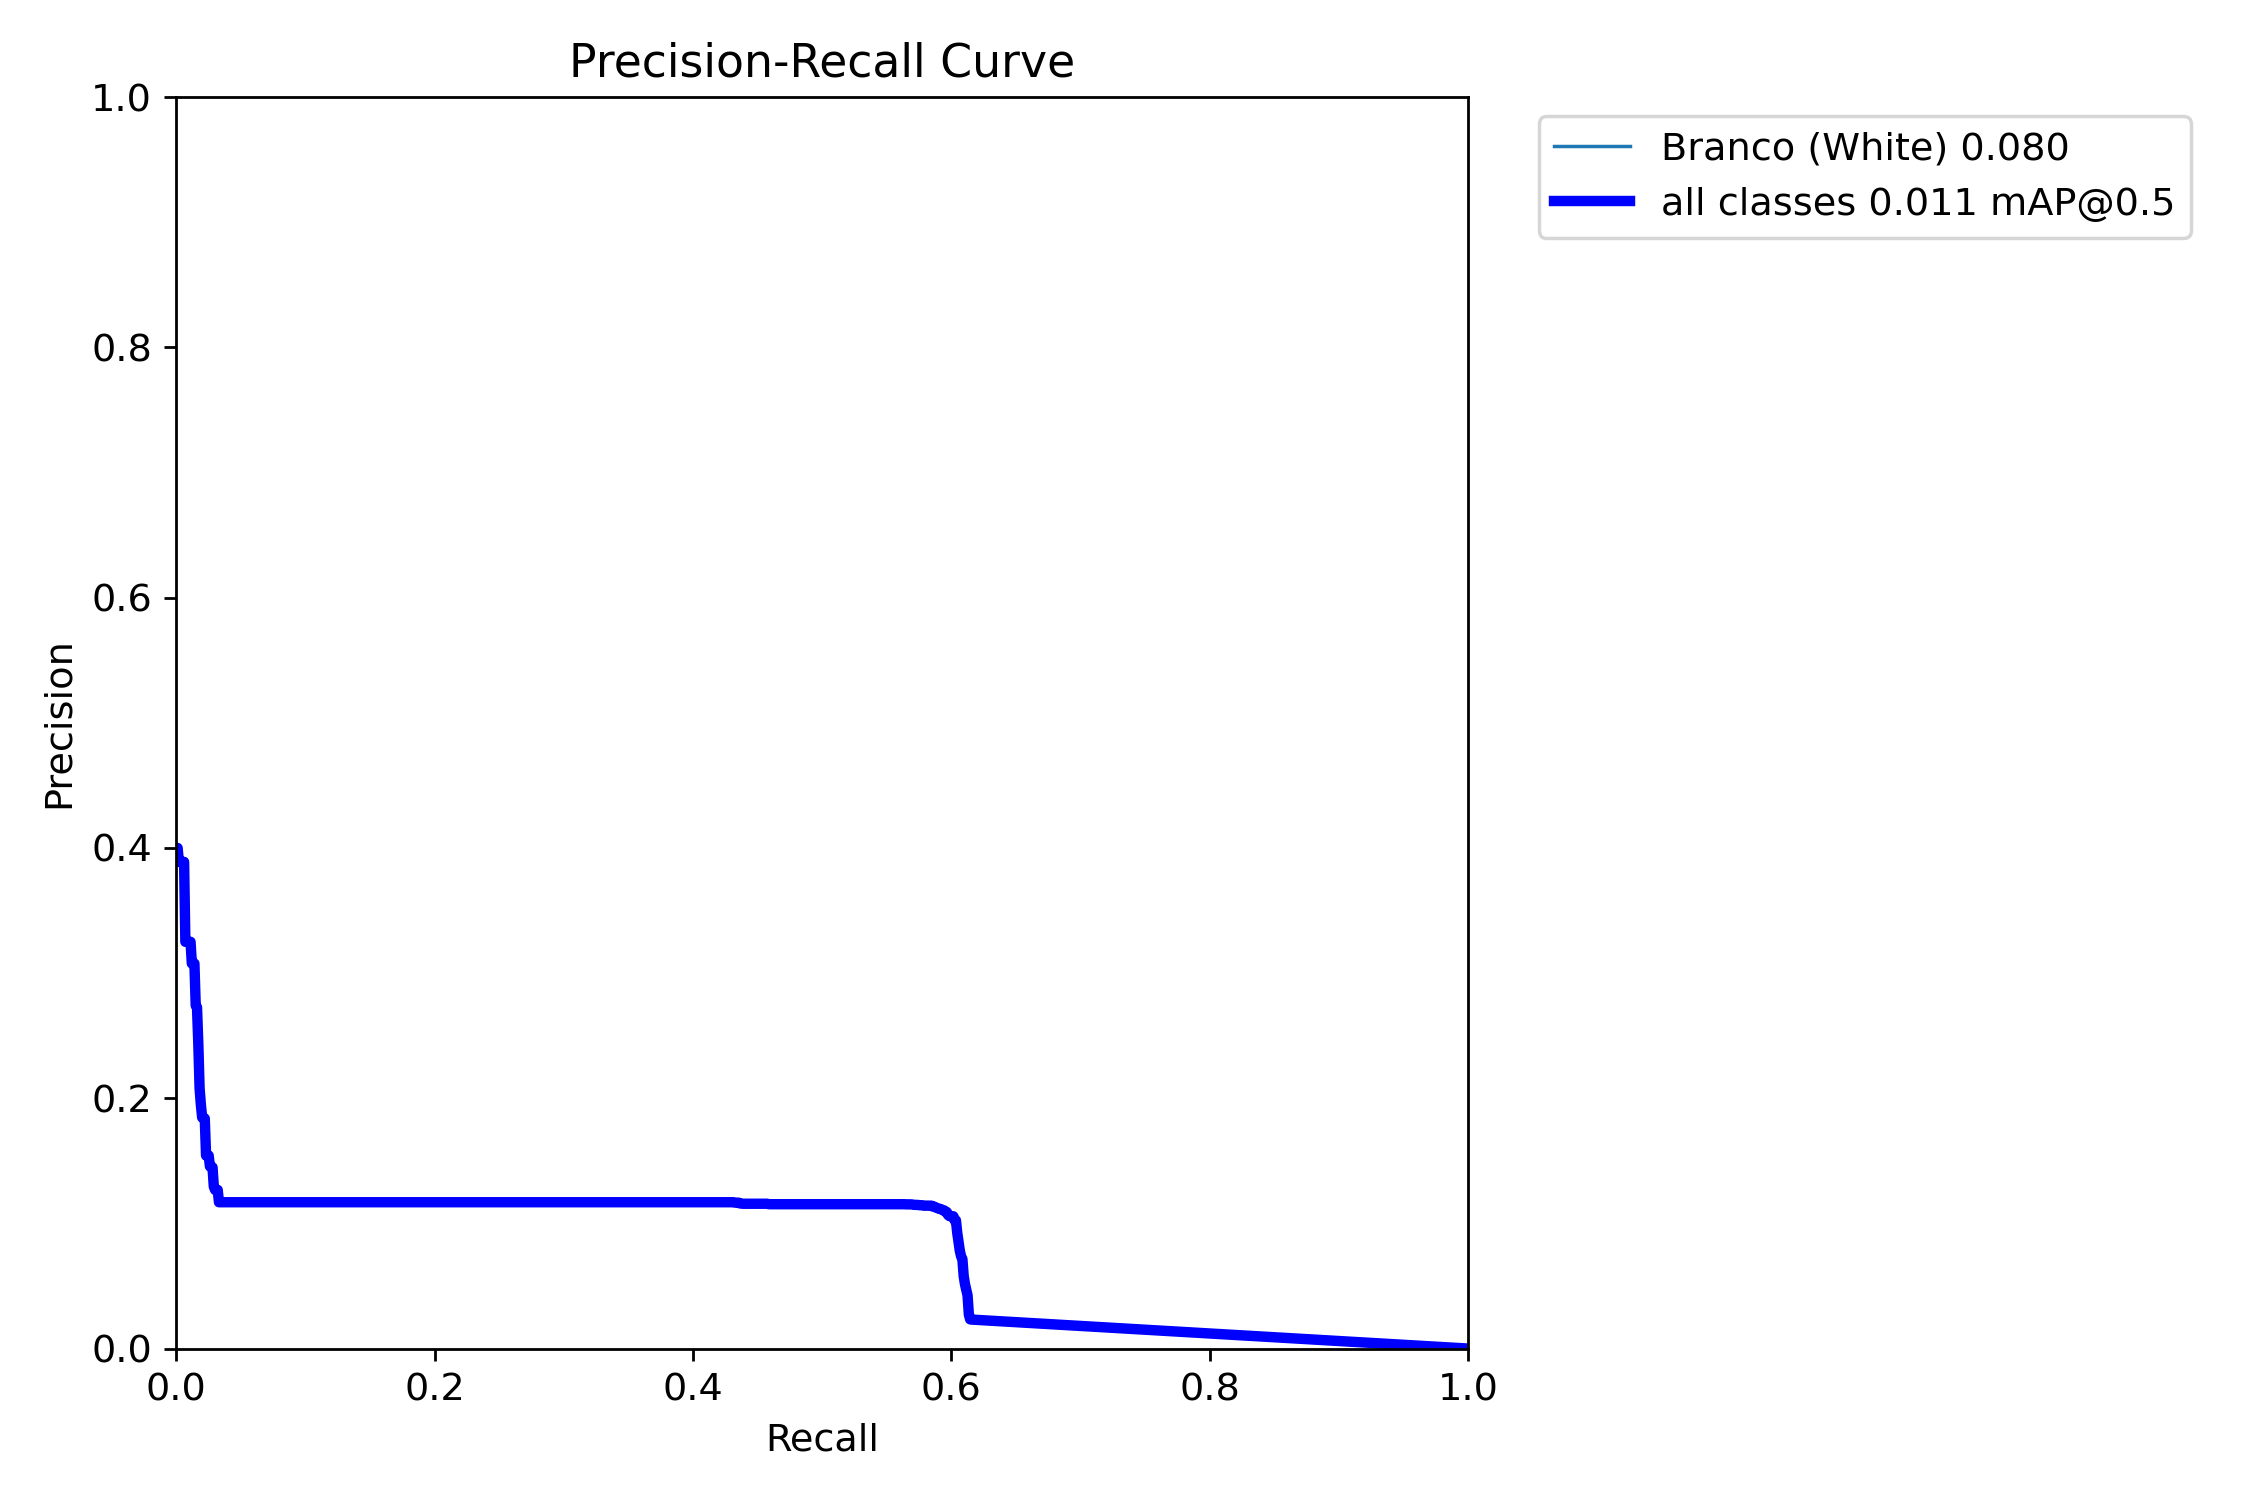 Precision-Recall Curve
1.0
0.8
0.6
0.4
0.2
0.0
Precision
0.0 0.2 0.4 0.6 0.8 1.0
Recall
Branco (White) 0.080
all classes 0.011 mAP@0.5